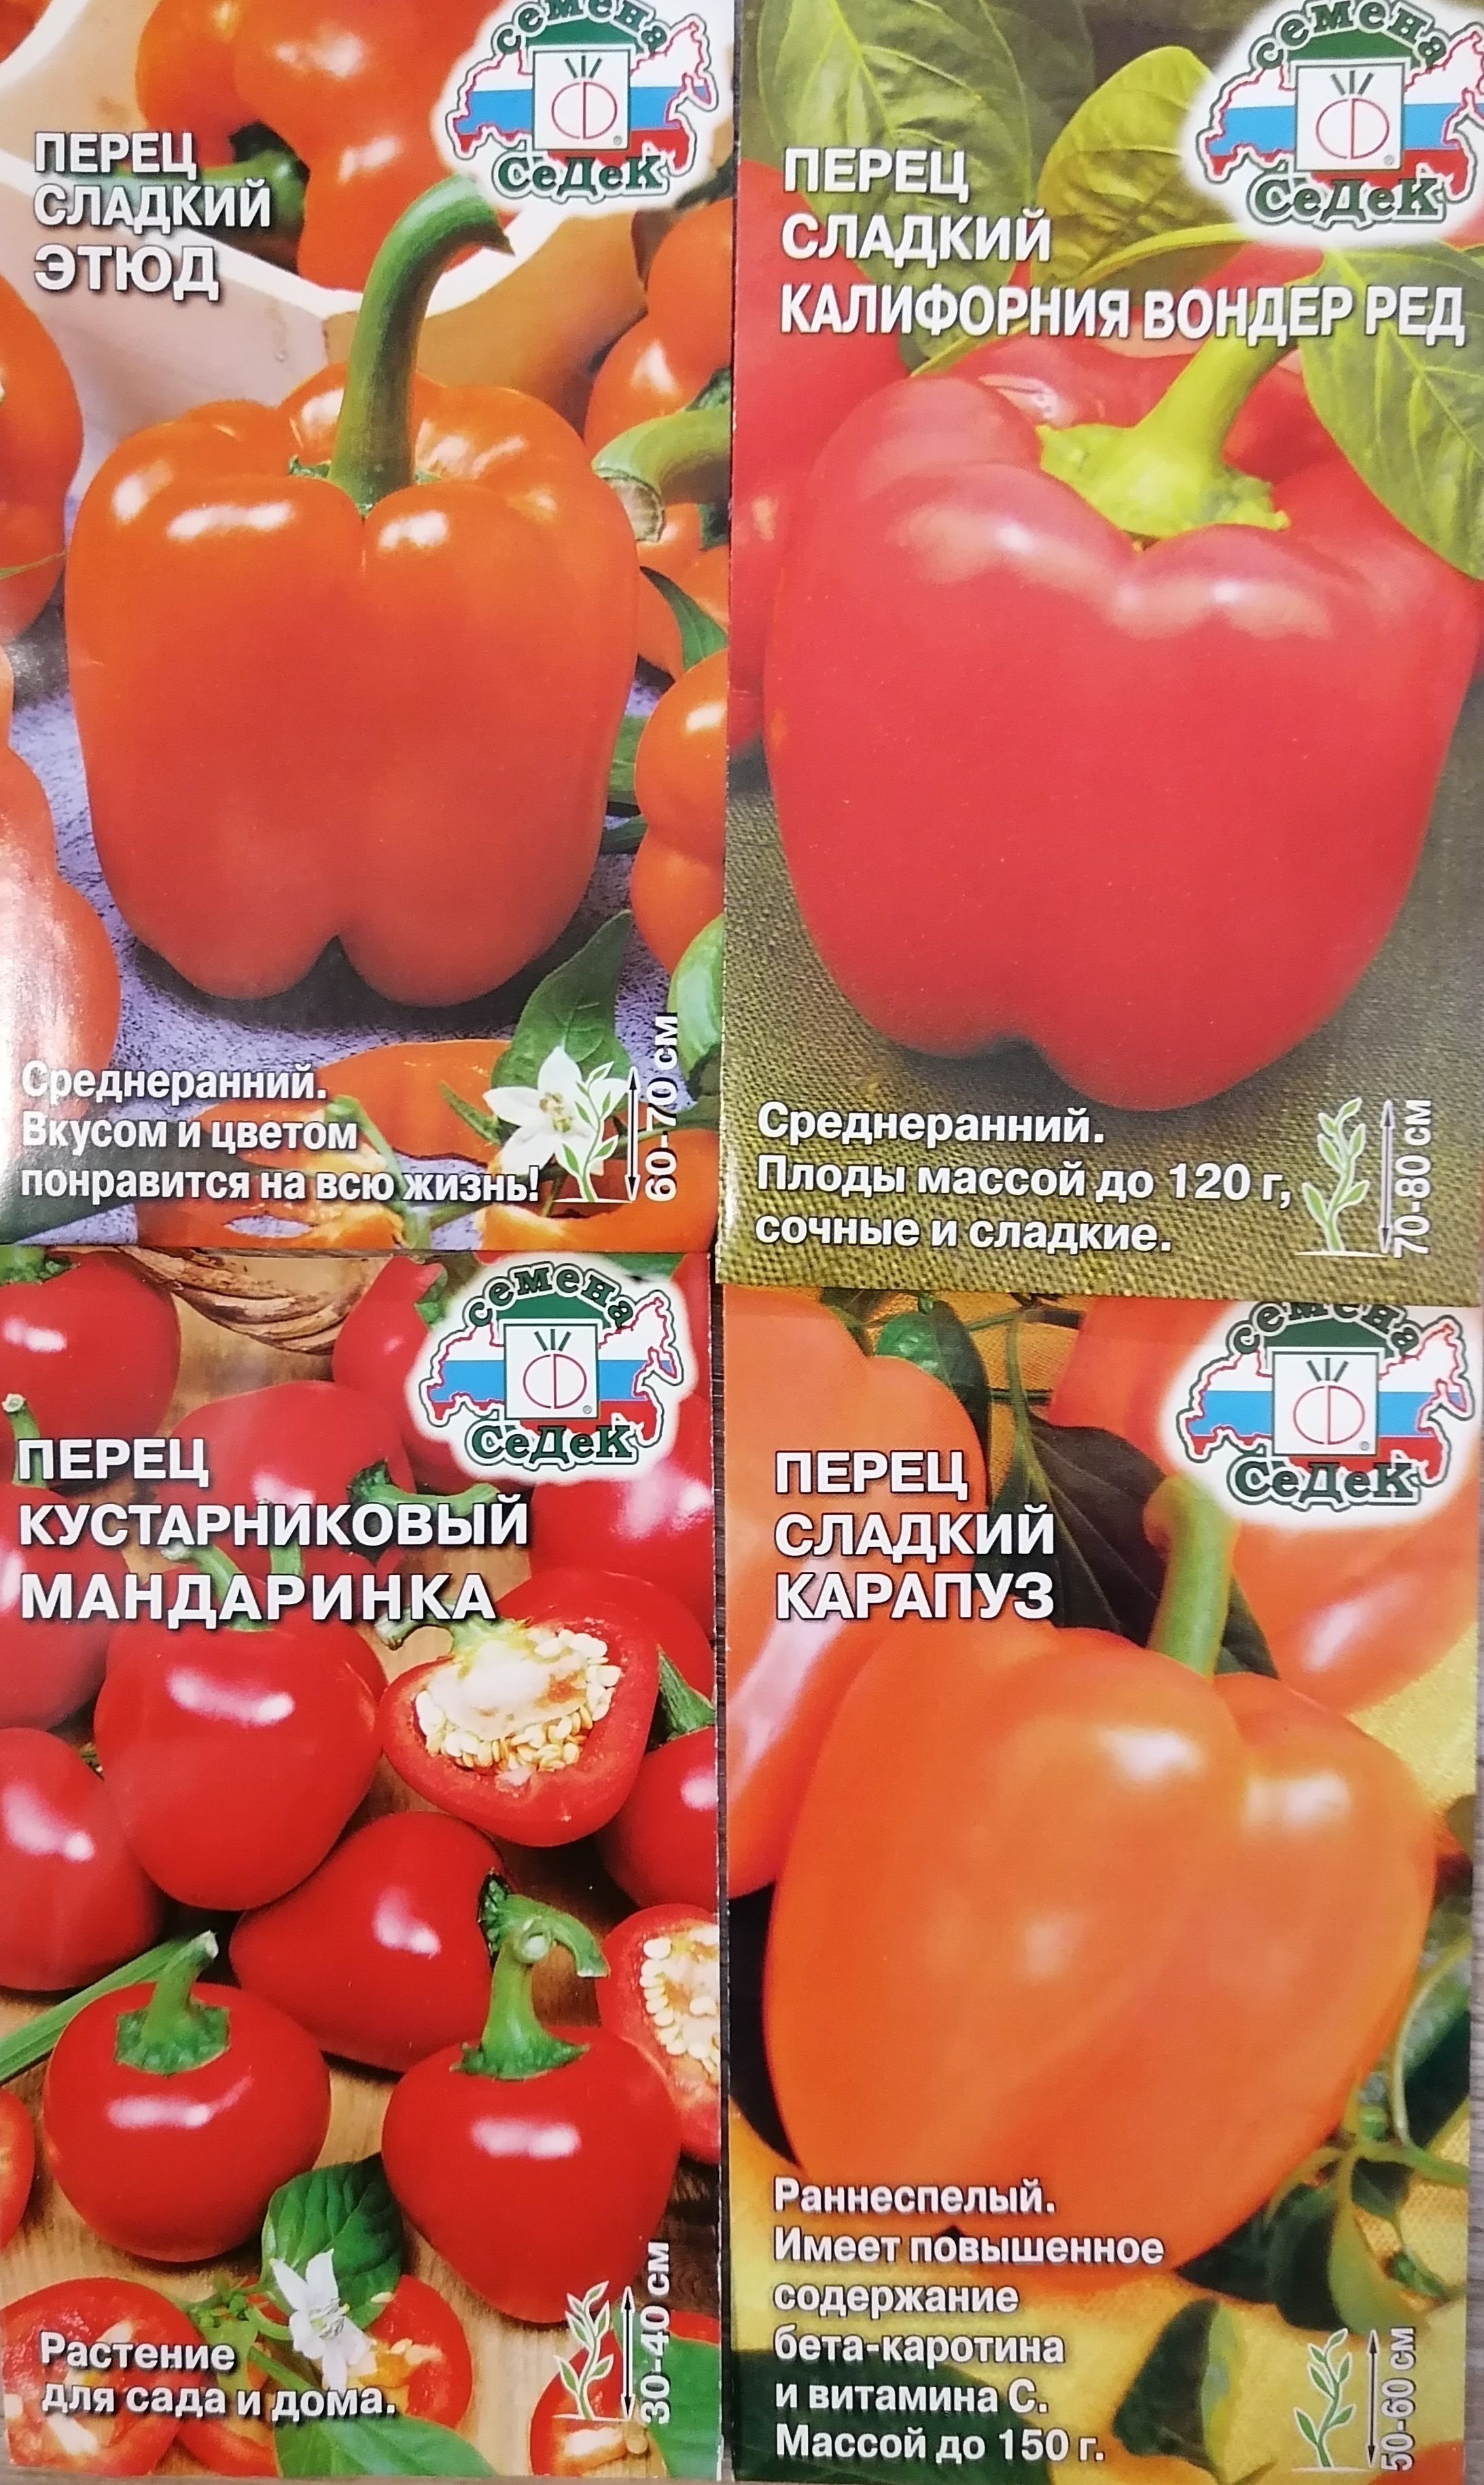 семена
СеДеК
ПЕРЕЦ
СЛАДКИЙ
ЭТЮД
Среднеранний.
Вкусом и цветом
понравится на всю жизнь!
60-70 см
семена
СеДеК
ПЕРЕЦ
СЛАДКИЙ
КАЛИФОРНИЯ ВОНДЕР РЕД
Среднеранний.
Плоды массой до 120 г,
сочные и сладкие.
70-80 см
семена
СеДеК
ПЕРЕЦ
КУСТАРНИКОВЫЙ
МАНДАРИНКА
Растение
для сада и дома.
30-40 см
семена
СеДеК
ПЕРЕЦ
СЛАДКИЙ
КАРАПУЗ
Раннеспелый.
Имеет повышенное
содержание
бета-каротина
и витамина С.
Массой до 150 г.
50-60 см